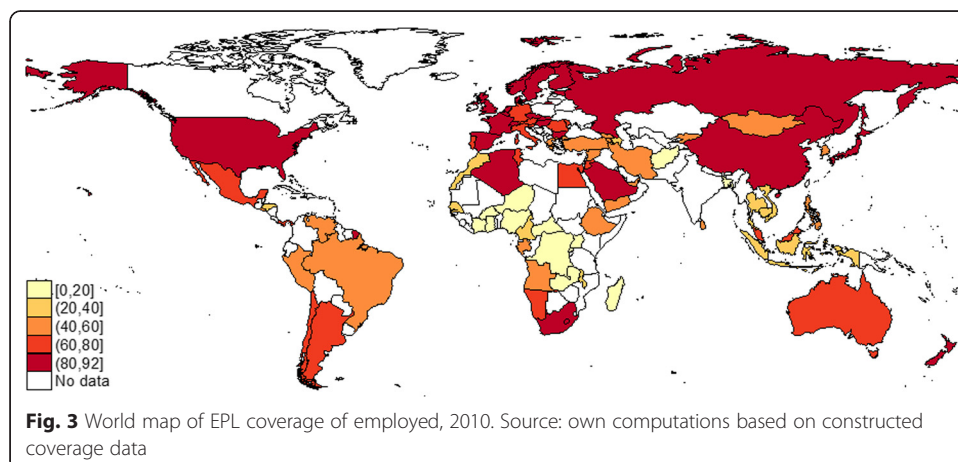 [0,20]
(20,40]
(40,60]
(60,80]
(80,92]
No data
Fig. 3 World map of EPL coverage of employed, 2010. Source: own computations based on constructed
coverage data